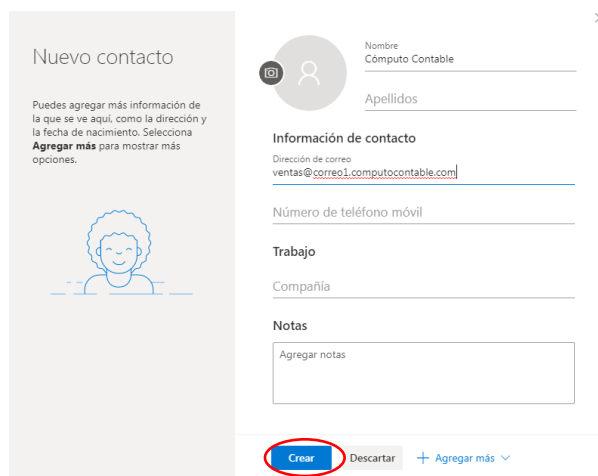 Nuevo contacto
Puedes agregar más información de
la que se ve aquí, como la dirección y
la fecha de nacimiento. Selecciona
Agregar más para mostrar más
opciones.
Nombre
Cómputo Contable
Apellidos
Información de contacto
Dirección de correo
ventas@correo1.computocontable.com
Número de teléfono móvil
Trabajo
Compañía
Notas
Agregar notas
Crear
Descartar
Agregar más